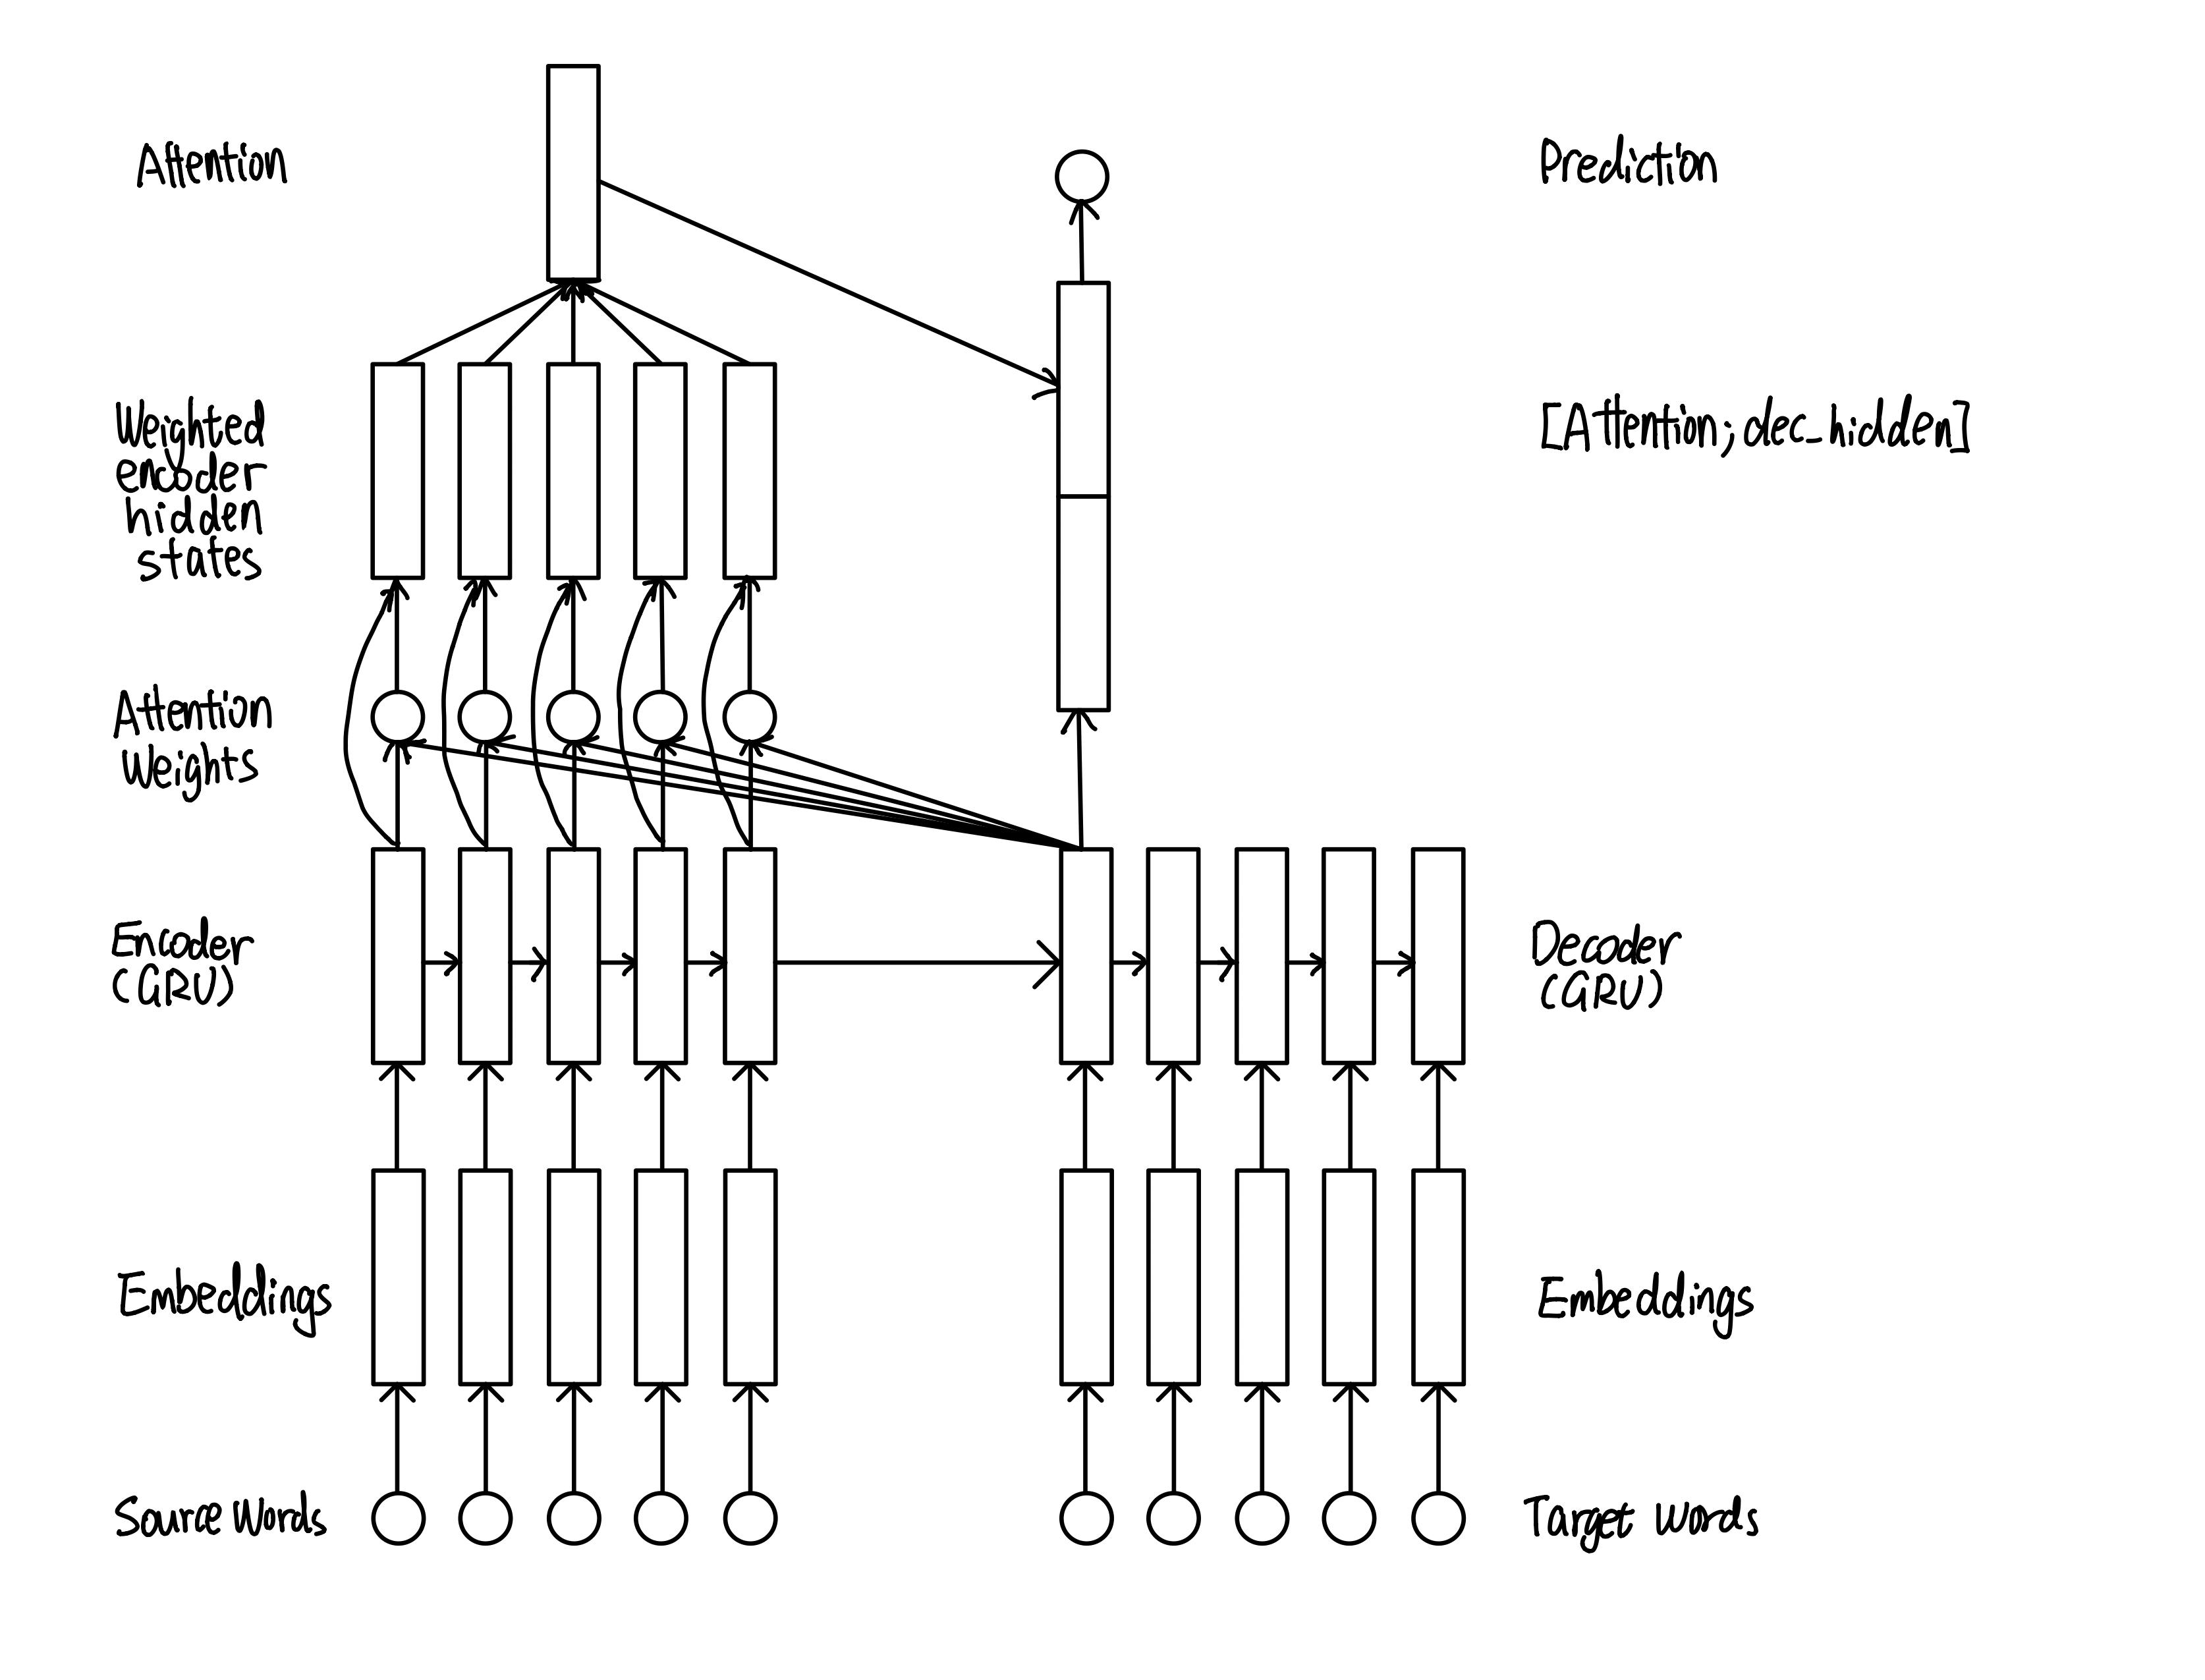 Attention
Prediction
Weighted
encoder
hidden
states
[Attention; dec_hidden]
Attention
Weights
Encoder
(GRU)
Decoder
(GRU)
Embeddings
Embeddings
Source Words
Target words